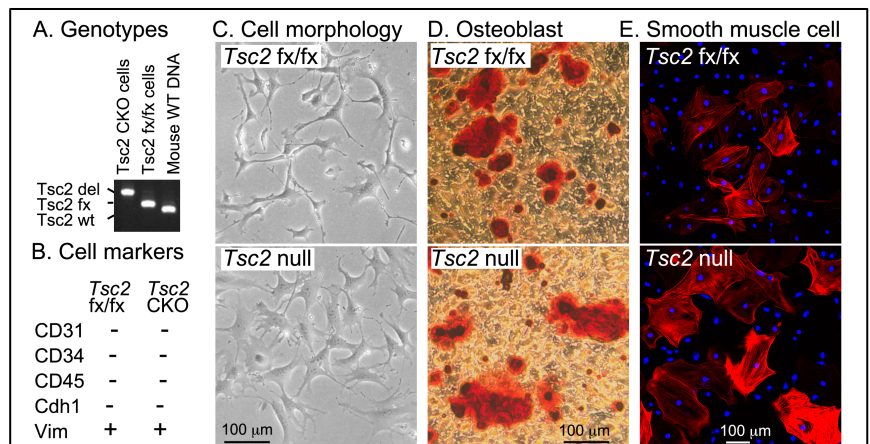 A. Genotypes
Tsc2 CKO cells
Tsc2 fx/fx cells
Mouse WT DNA
Tsc2 del
Tsc2 fx
Tsc2 wt
B. Cell markers
Tsc2 fx/fx
Tsc2 CKO
CD31 - -
CD34 - -
CD45 - -
Cdh1 - -
Vim + +
C. Cell morphology
Tsc2 fx/fx
Tsc2 null
100 µm
D. Osteoblast
Tsc2 fx/fx
Tsc2 null
100 µm
E. Smooth muscle cell
Tsc2 fx/fx
Tsc2 null
100 µm